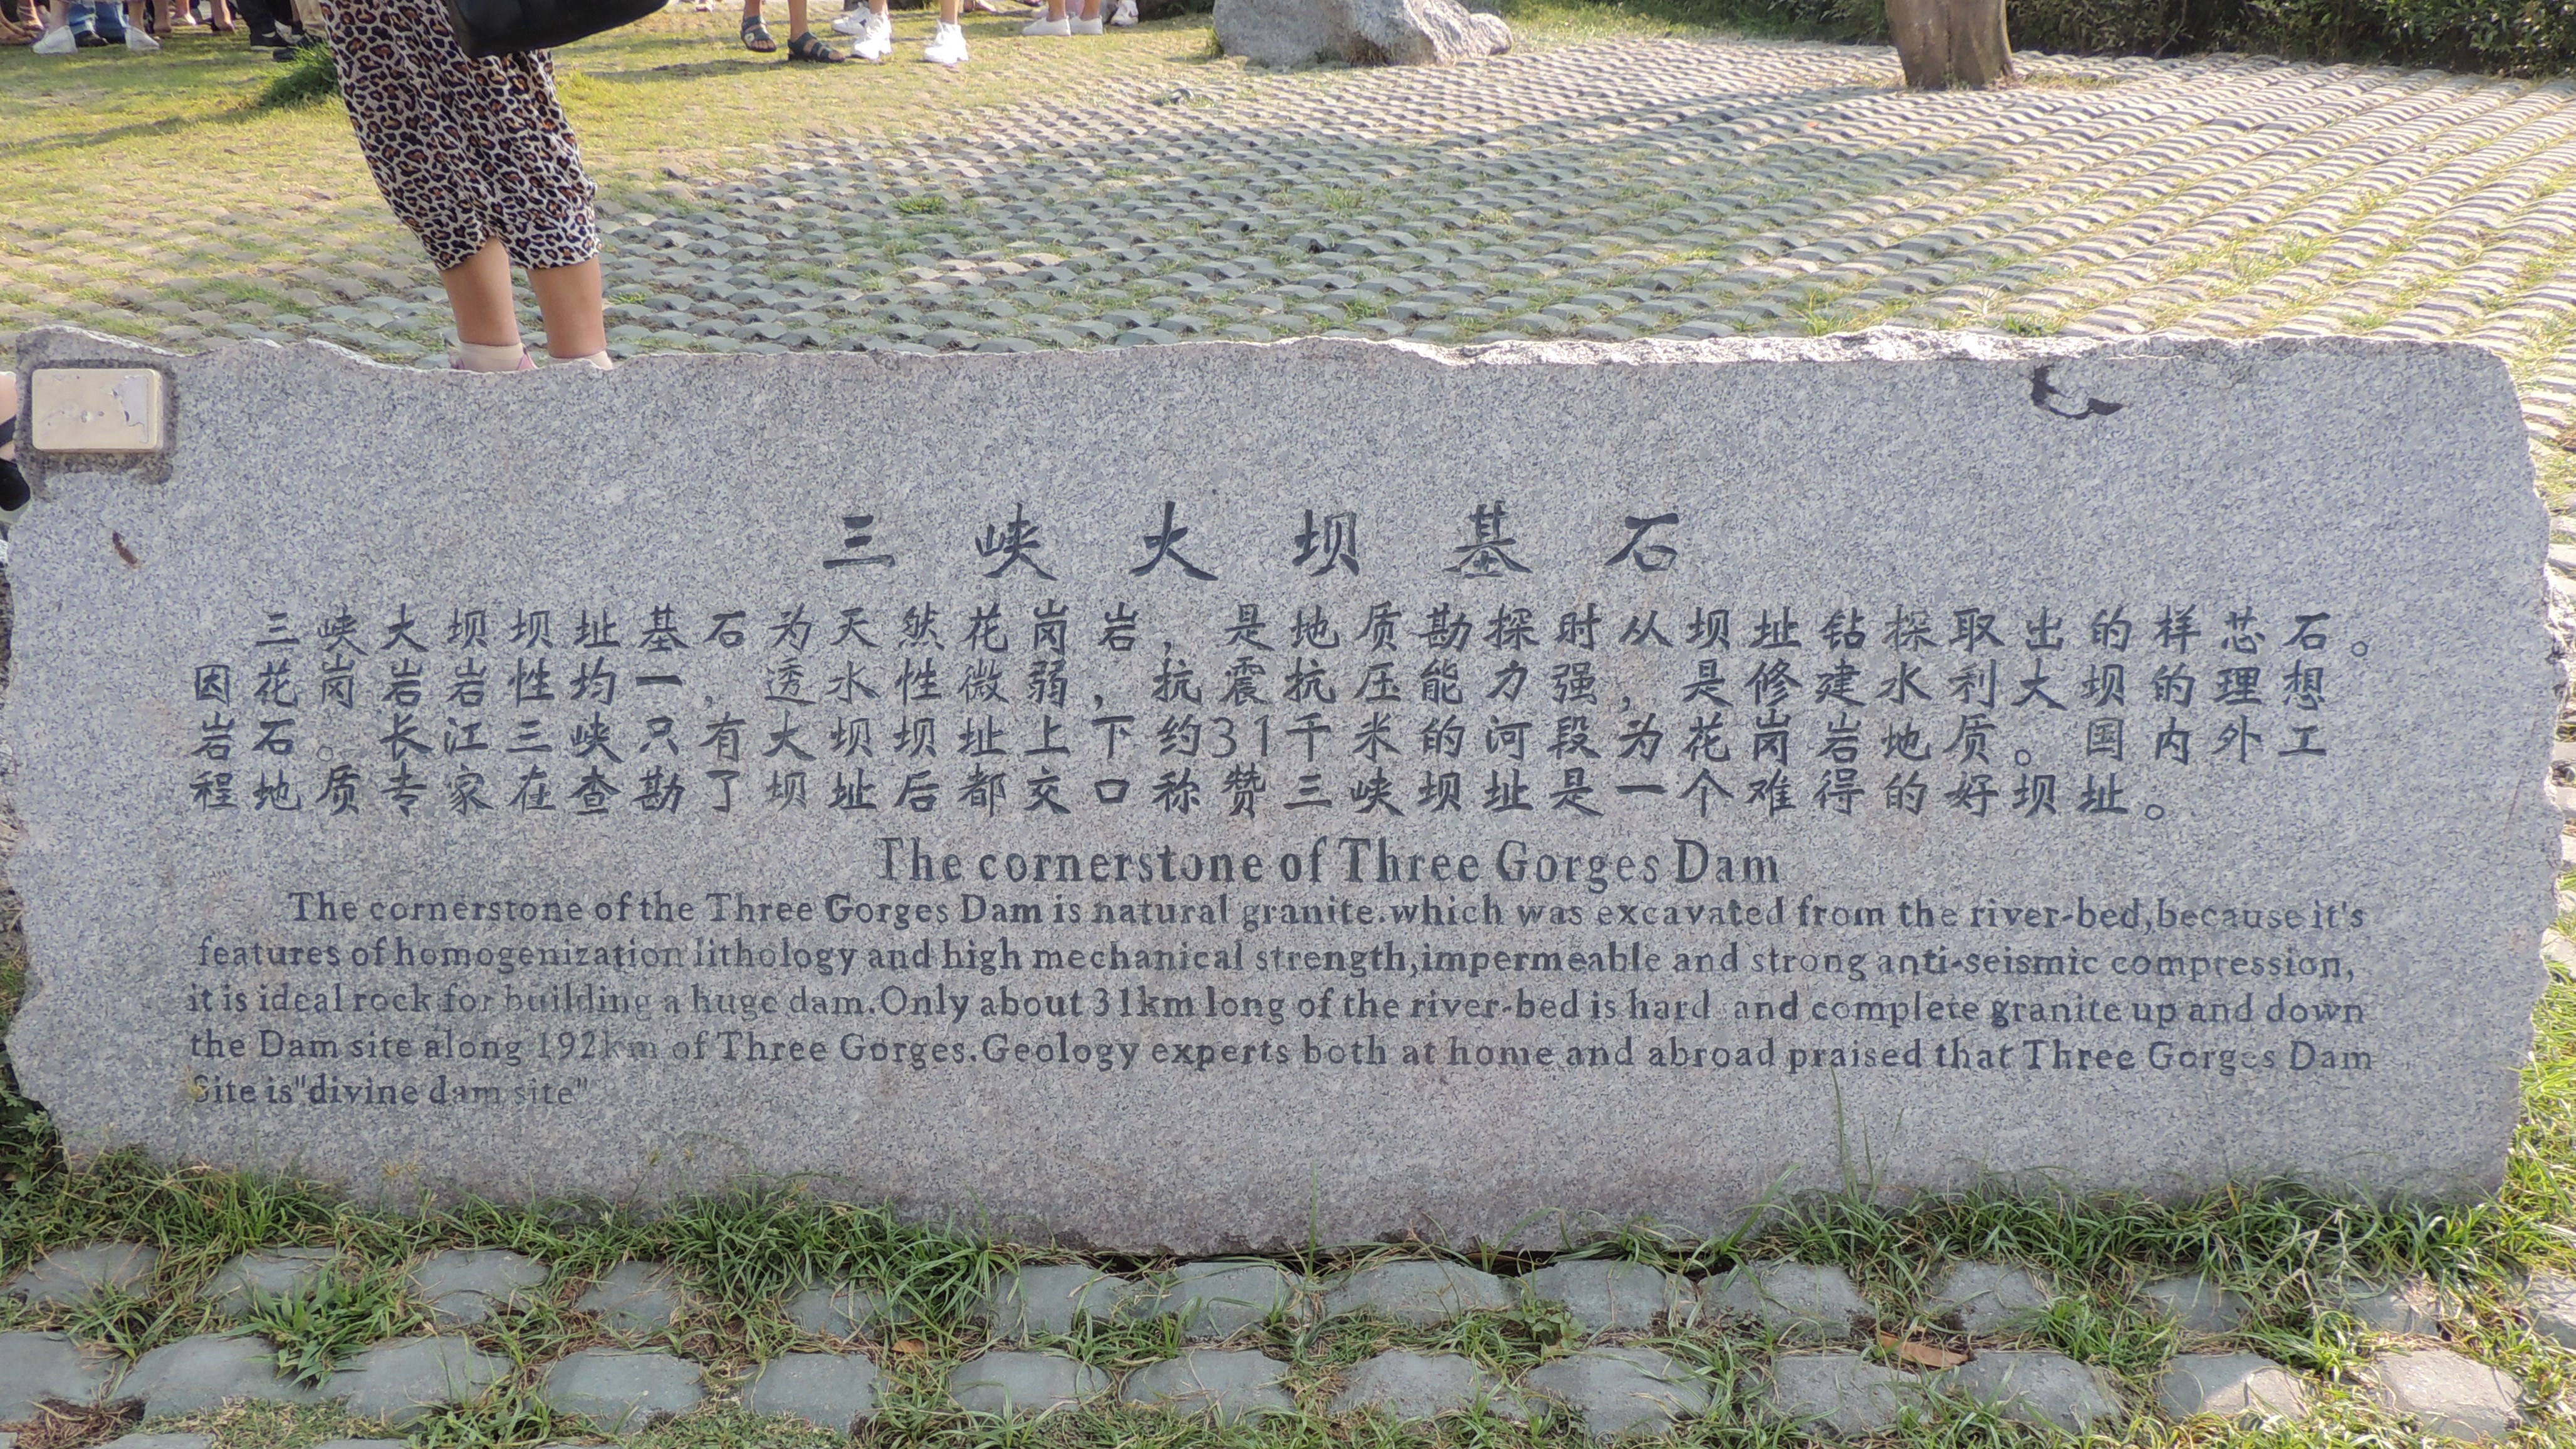 三峡大坝基石
三峡大坝坝址基石为天然花岗岩，是地质勘探时从坝址钻探取出的样芯石。
因花岗岩岩性均一，透水性微弱，抗震抗压能力强，是修建水利大坝的理想
岩石。长江三峡只有大坝坝址上下约31千米的河段为花岗岩地质。国内外工
程地质专家在查勘了坝址后都交口称赞三峡坝址是一个难得的好坝址。
The cornerstone of Three Gorges Dam
The cornerstone of the Three Gorges Dam is natural granite.which was excavated from the river-bed,because it's
features of homogenization lithology and high mechanical strength,impermeable and strong anti-seismic compression,
it is ideal rock for building a huge dam.Only about 31km long of the river-bed is hard and complete granite up and down
the Dam site along 192km of Three Gorges.Geology experts both at home and abroad praised that Three Gorges Dam
Site is"divine dam site"